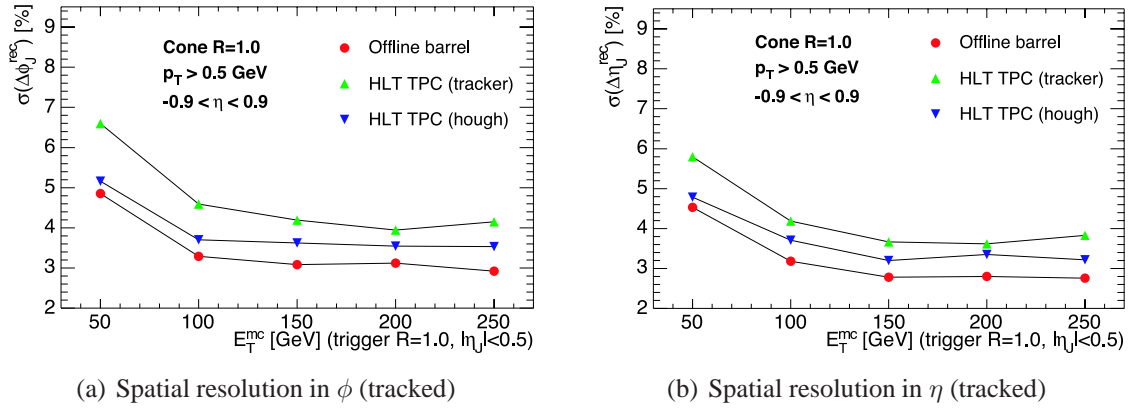 σ(Δφ_J^rec) [%]
9
8
7
6
5
4
3
2
Cone R=1.0
p_T > 0.5 GeV
-0.9 < η < 0.9
Offline barrel
HLT TPC (tracker)
HLT TPC (hough)
50 100 150 200 250
E_T^mc [GeV] (trigger R=1.0, |η_J|<0.5)
(a) Spatial resolution in φ (tracked)
σ(Δη_J^rec) [%]
9
8
7
6
5
4
3
2
Cone R=1.0
p_T > 0.5 GeV
-0.9 < η < 0.9
Offline barrel
HLT TPC (tracker)
HLT TPC (hough)
50 100 150 200 250
E_T^mc [GeV] (trigger R=1.0, |η_J|<0.5)
(b) Spatial resolution in η (tracked)